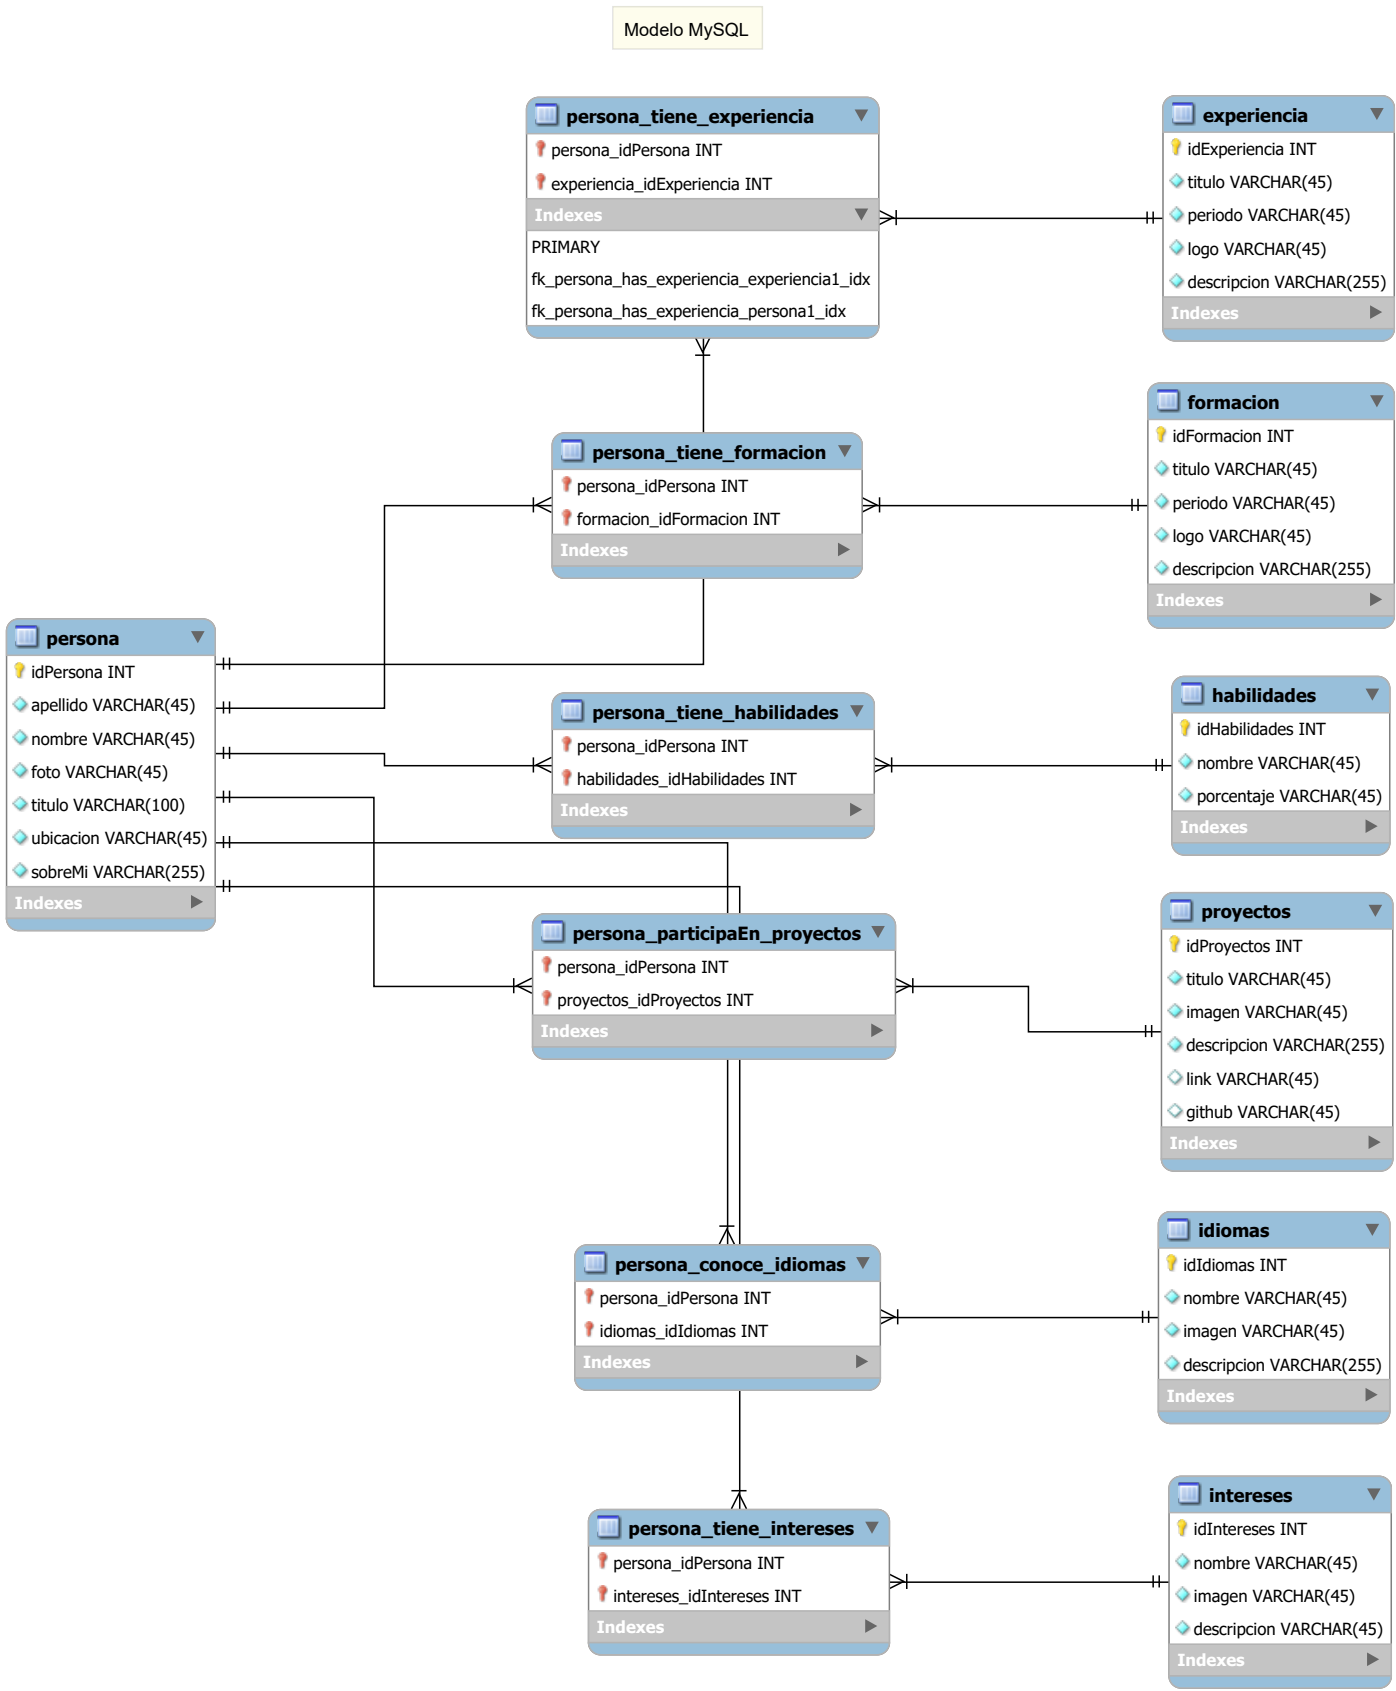 Modelo MySQL
persona_tiene_experiencia
persona_idPersona INT
experiencia_idExperiencia INT
Indexes
PRIMARY
fk_persona_has_experiencia_experiencia1_idx
fk_persona_has_experiencia_persona1_idx
experiencia
idExperiencia INT
titulo VARCHAR(45)
periodo VARCHAR(45)
logo VARCHAR(45)
descripcion VARCHAR(255)
Indexes
persona_tiene_formacion
persona_idPersona INT
formacion_idFormacion INT
Indexes
formacion
idFormacion INT
titulo VARCHAR(45)
periodo VARCHAR(45)
logo VARCHAR(45)
descripcion VARCHAR(255)
Indexes
persona
idPersona INT
apellido VARCHAR(45)
nombre VARCHAR(45)
foto VARCHAR(45)
titulo VARCHAR(100)
ubicacion VARCHAR(45)
sobreMi VARCHAR(255)
Indexes
persona_tiene_habilidades
persona_idPersona INT
habilidades_idHabilidades INT
Indexes
habilidades
idHabilidades INT
nombre VARCHAR(45)
porcentaje VARCHAR(45)
Indexes
persona_participaEn_proyectos
persona_idPersona INT
proyectos_idProyectos INT
Indexes
proyectos
idProyectos INT
titulo VARCHAR(45)
imagen VARCHAR(45)
descripcion VARCHAR(255)
link VARCHAR(45)
github VARCHAR(45)
Indexes
persona_conoce_idiomas
persona_idPersona INT
idiomas_idIdiomas INT
Indexes
idiomas
idIdiomas INT
nombre VARCHAR(45)
imagen VARCHAR(45)
descripcion VARCHAR(255)
Indexes
persona_tiene_intereses
persona_idPersona INT
intereses_idIntereses INT
Indexes
intereses
idIntereses INT
nombre VARCHAR(45)
imagen VARCHAR(45)
descripcion VARCHAR(45)
Indexes